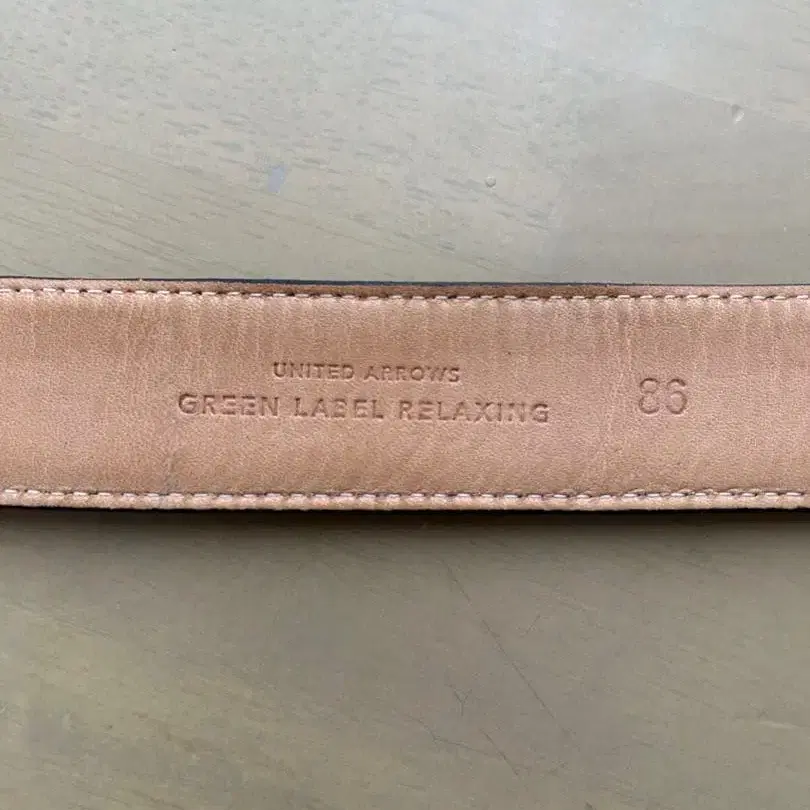 UNITED ARROWS
GREEN LABEL RELAXING
86